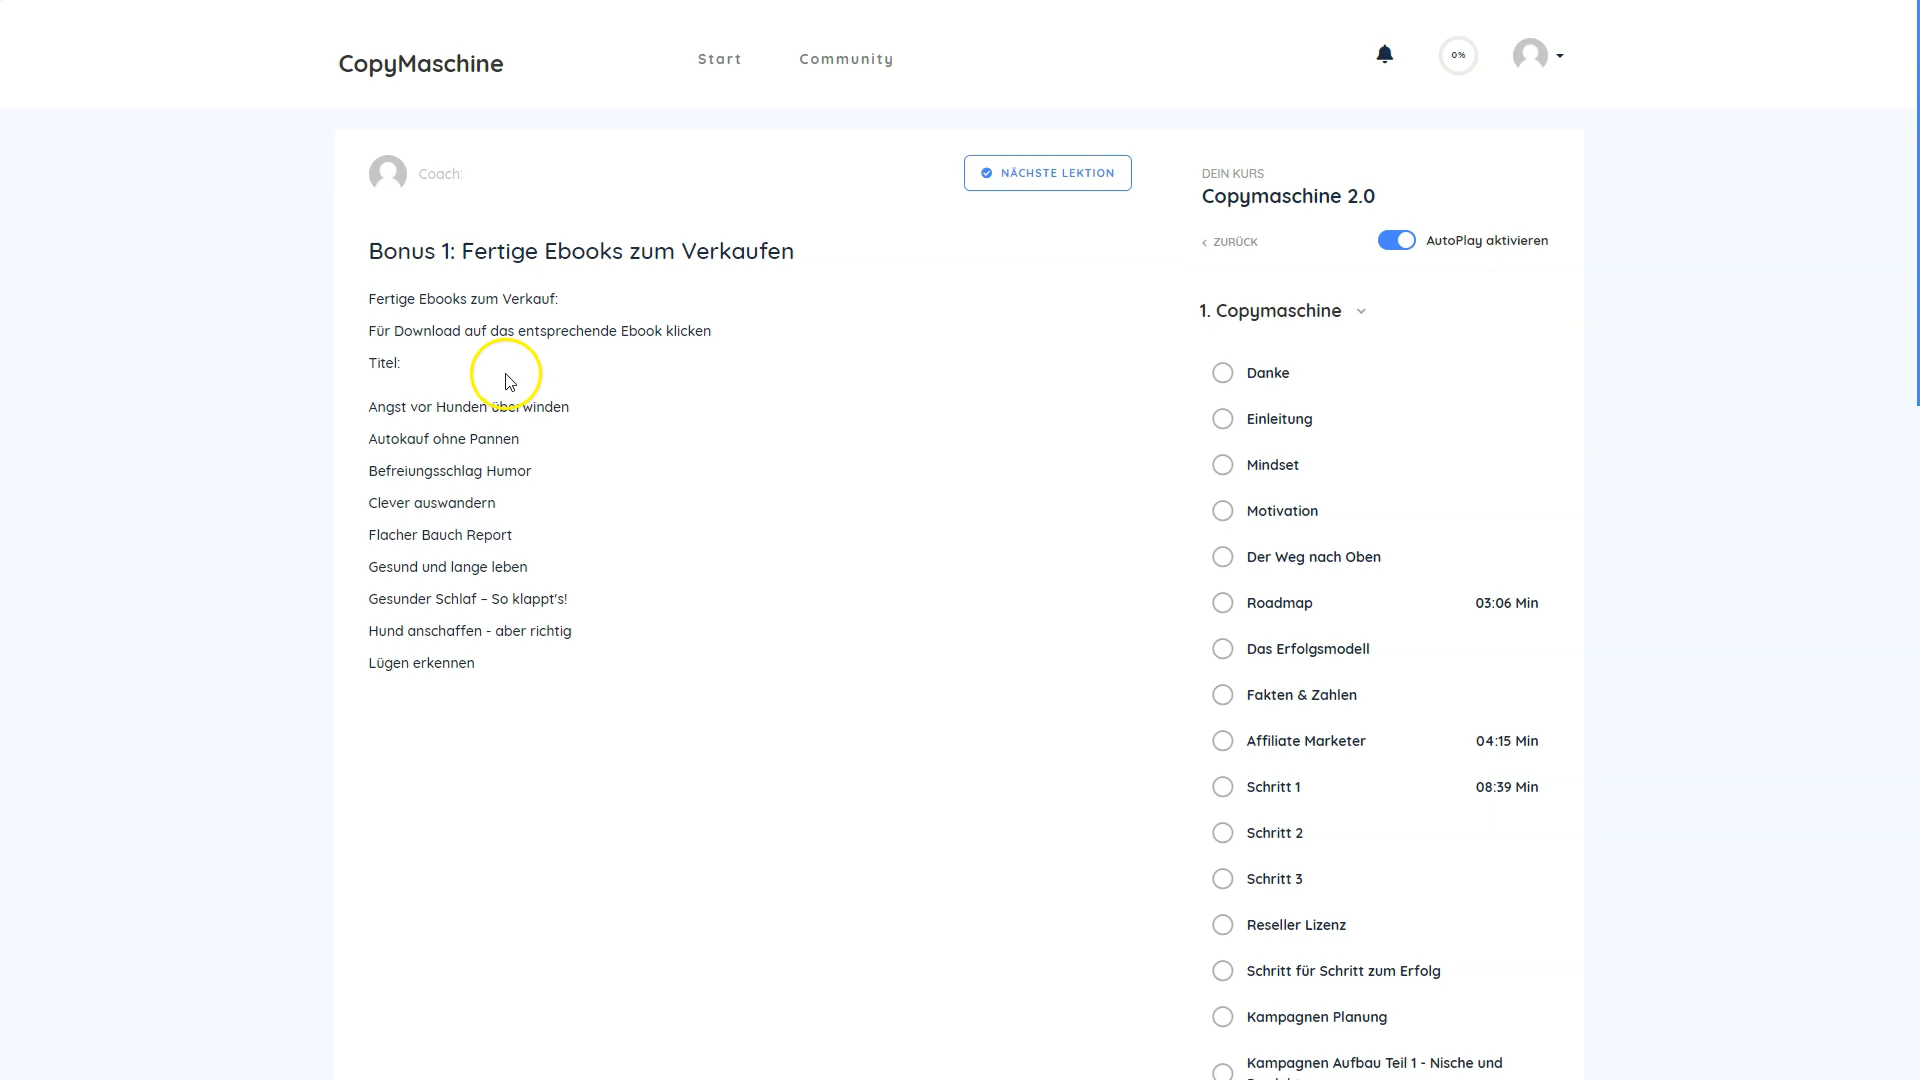 CopyMaschine
Start
Community
0%
Coach:
NÄCHSTE LEKTION
Bonus 1: Fertige Ebooks zum Verkaufen
Fertige Ebooks zum Verkauf:
Für Download auf das entsprechende Ebook klicken
Titel:
Angst vor Hunden überwinden
Autokauf ohne Pannen
Befreiungsschlag Humor
Clever auswandern
Flacher Bauch Report
Gesund und lange leben
Gesunder Schlaf – So klappt's!
Hund anschaffen - aber richtig
Lügen erkennen
DEIN KURS
Copymaschine 2.0
‹ ZURÜCK
AutoPlay aktivieren
1. Copymaschine
Danke
Einleitung
Mindset
Motivation
Der Weg nach Oben
Roadmap 03:06 Min
Das Erfolgsmodell
Fakten & Zahlen
Affiliate Marketer 04:15 Min
Schritt 1 08:39 Min
Schritt 2
Schritt 3
Reseller Lizenz
Schritt für Schritt zum Erfolg
Kampagnen Planung
Kampagnen Aufbau Teil 1 - Nische und